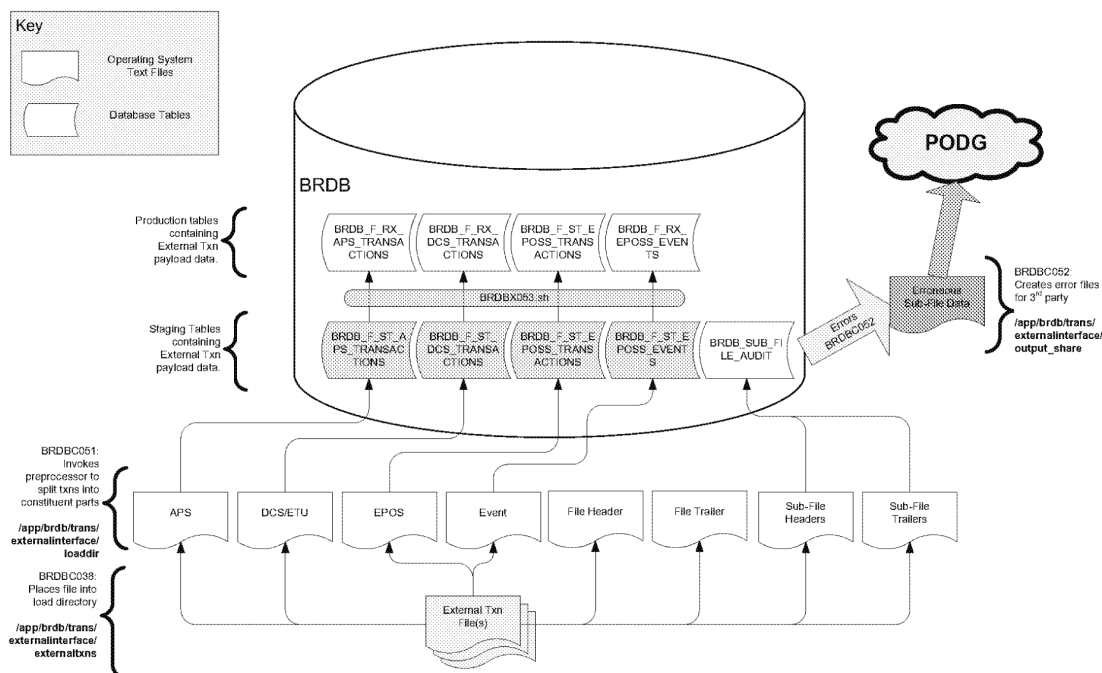 Key
Operating System
Text Files
Database Tables
PODG
BRDB
Production tables
containing
External Txn
payload data.
BRDB_F_RX_
APS_TRANSA
CTIONS
BRDB_F_RX_
DCS_TRANSA
CTIONS
BRDB_F_ST_E
POSS_TRANS
ACTIONS
BRDB_F_RX_
EPOSS_EVEN
TS
BRDBX053.sh
Staging Tables
containing
External Txn
payload data.
BRDB_F_ST_A
PS_TRANSAC
TIONS
BRDB_F_ST_
DCS_TRANSA
CTIONS
BRDB_F_ST_E
POSS_TRANS
ACTIONS
BRDB_F_ST_E
POSS_EVENT
S
BRDB_SUB_FI
LE_AUDIT
Errors
BRDBC052
Erroneous
Sub-File Data
BRDBC052:
Creates error files
for 3rd party
/app/brdb/trans/
externalinterface/
output_share
BRDBC051:
Invokes
preprocessor to
split txns into
constituent parts
/app/brdb/trans/
externalinterface/
loaddir
APS
DCS/ETU
EPOS
Event
File Header
File Trailer
Sub-File
Headers
Sub-File
Trailers
BRDBC038:
Places file into
load directory
/app/brdb/trans/
externalinterface/
externaltxns
External Txn
File(s)